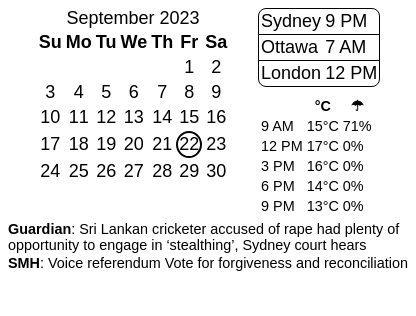 September 2023
Su Mo Tu We Th Fr Sa
1 2
3 4 5 6 7 8 9
10 11 12 13 14 15 16
17 18 19 20 21 22 23
24 25 26 27 28 29 30
Sydney 9 PM
Ottawa 7 AM
London 12 PM
°C ☂
9 AM 15°C 71%
12 PM 17°C 0%
3 PM 16°C 0%
6 PM 14°C 0%
9 PM 13°C 0%
Guardian: Sri Lankan cricketer accused of rape had plenty of
opportunity to engage in ‘stealthing’, Sydney court hears
SMH: Voice referendum Vote for forgiveness and reconciliation